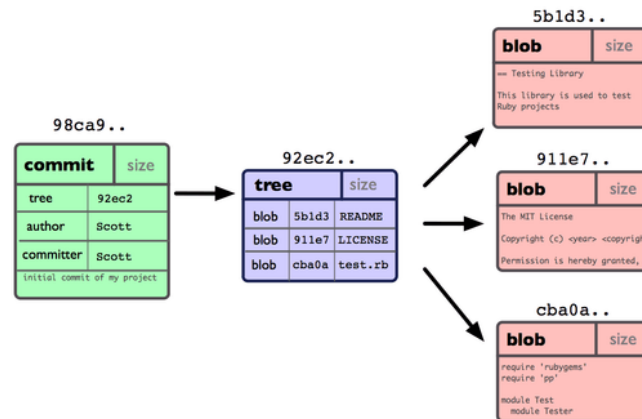 98ca9..
commit size
tree 92ec2
author Scott
committer Scott
initial commit of my project
92ec2..
tree size
blob 5b1d3 README
blob 911e7 LICENSE
blob cba0a test.rb
5b1d3..
blob size
== Testing Library
This library is used to test
Ruby projects
911e7..
blob size
The MIT License
Copyright (c) <year> <copyrigh
Permission is hereby granted,
cba0a..
blob size
require 'rubygems'
require 'pp'
module Test
module Tester